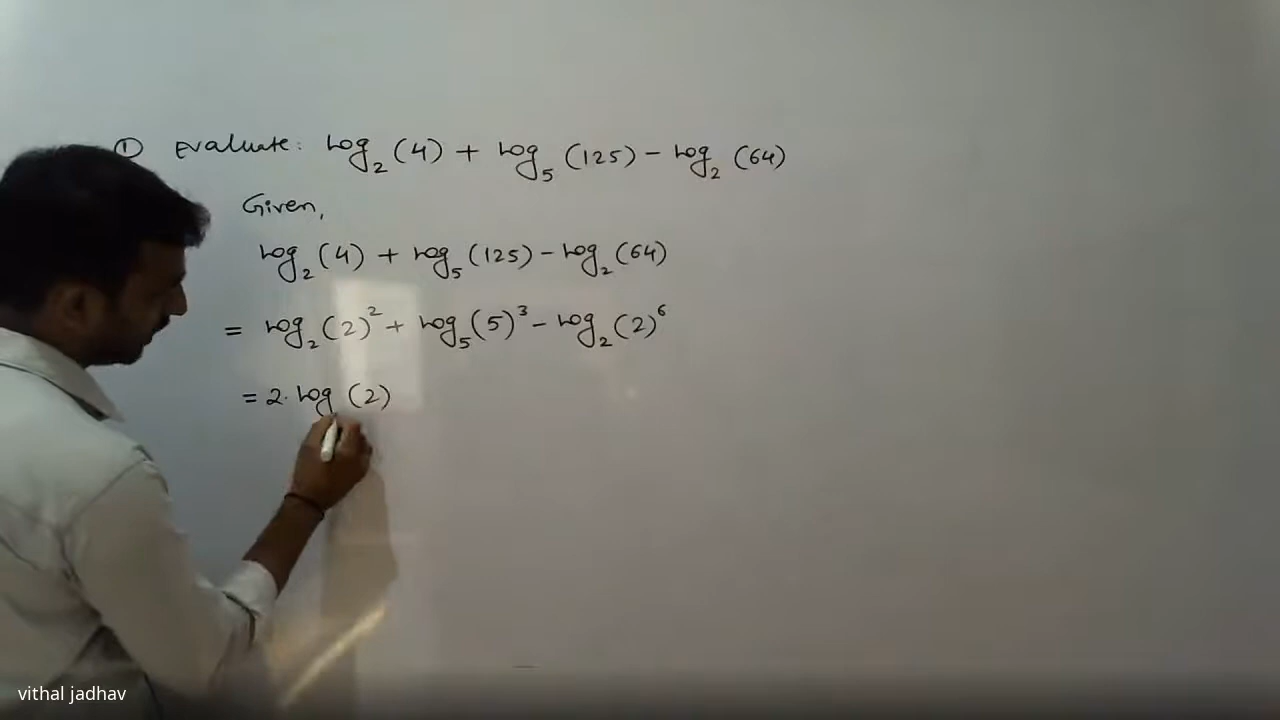 ① Evaluate: log₂(4) + log₅(125) - log₂(64)
Given,
log₂(4) + log₅(125) - log₂(64)
= log₂(2)² + log₅(5)³ - log₂(2)⁶
= 2·log (2)
vithal jadhav